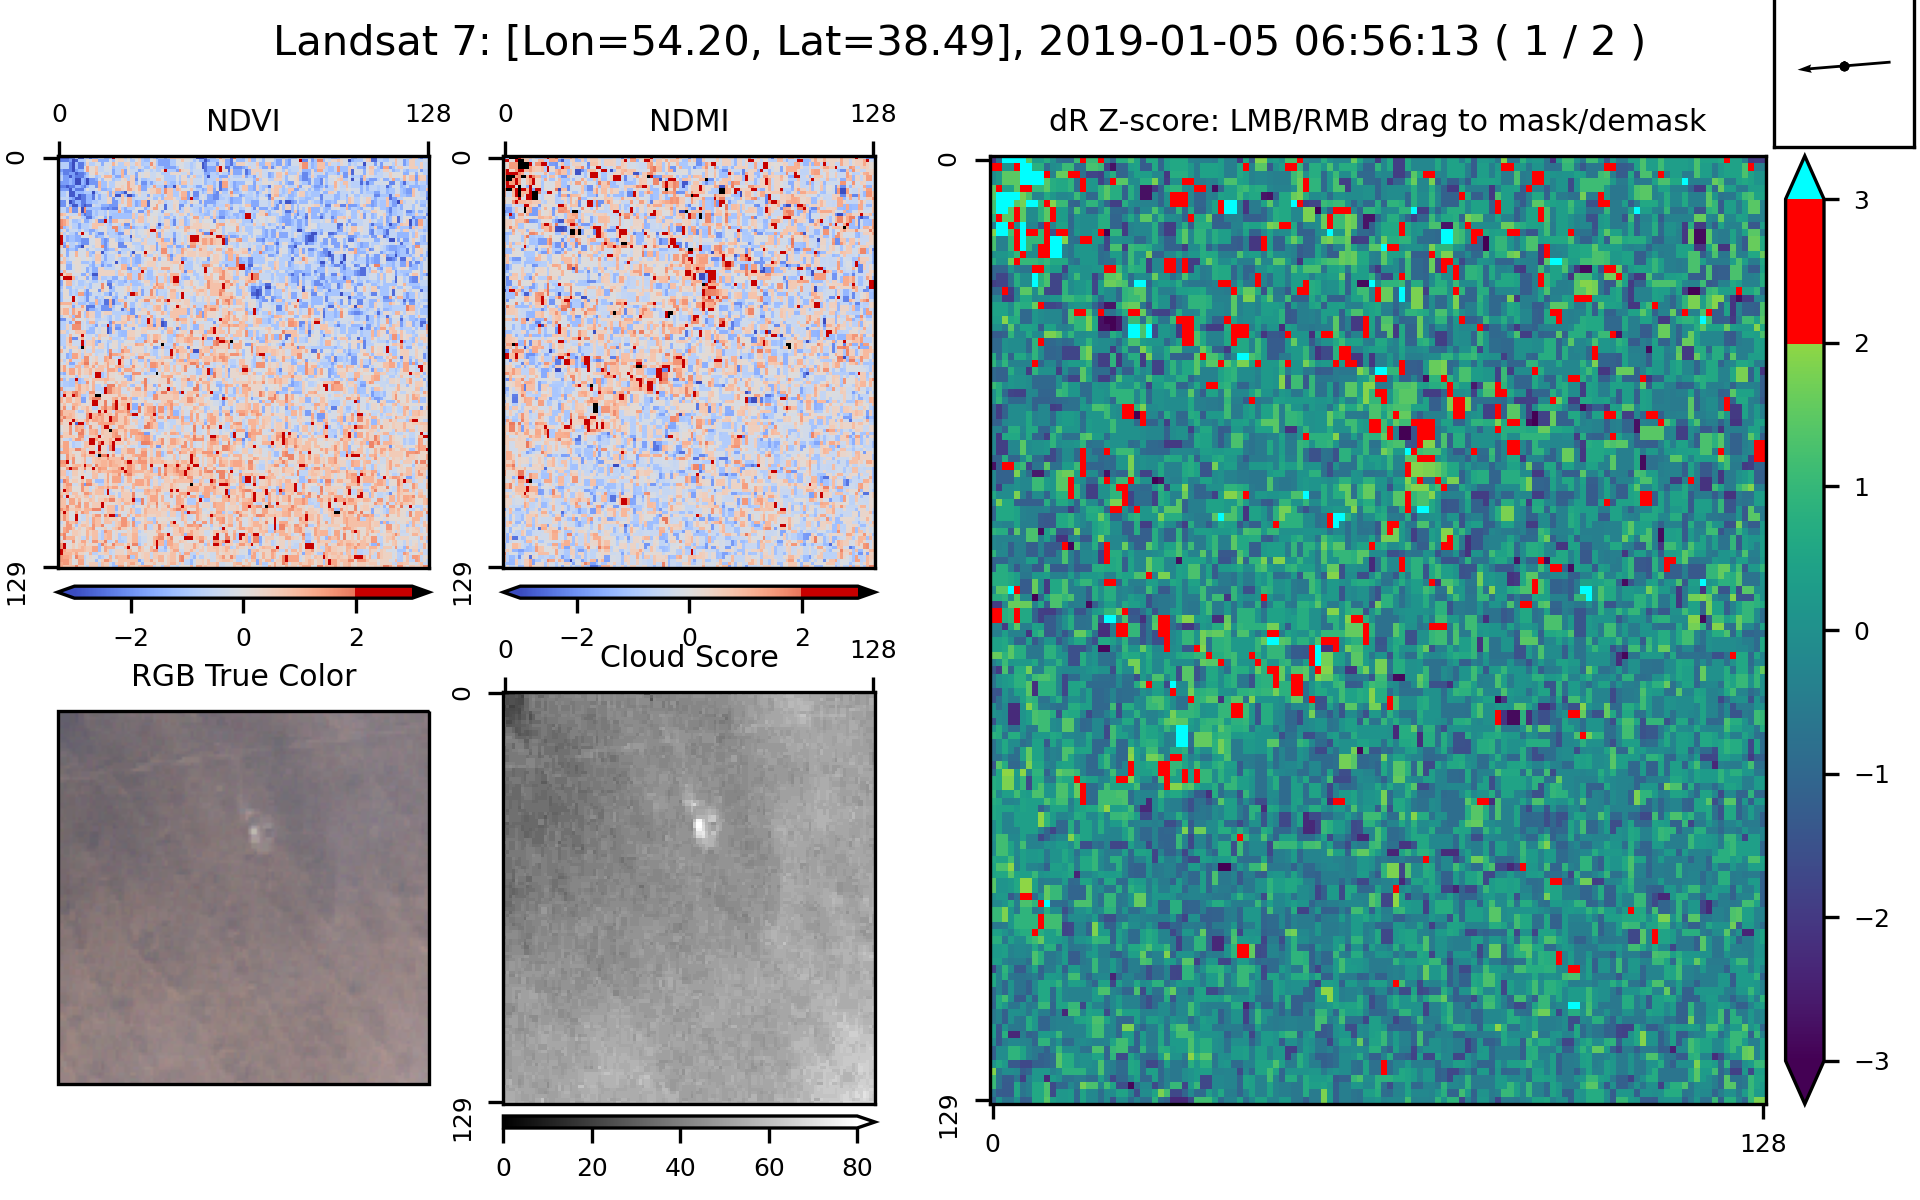 Landsat 7: [Lon=54.20, Lat=38.49], 2019-01-05 06:56:13 ( 1 / 2 )
0 NDVI 128
0 NDMI 128
dR Z-score: LMB/RMB drag to mask/demask
0
129
−2 0 2
0
129
−2 0 2
RGB True Color
0 Cloud Score 128
0
129
0 20 40 60 80
0
129
0 128
3
2
1
0
−1
−2
−3